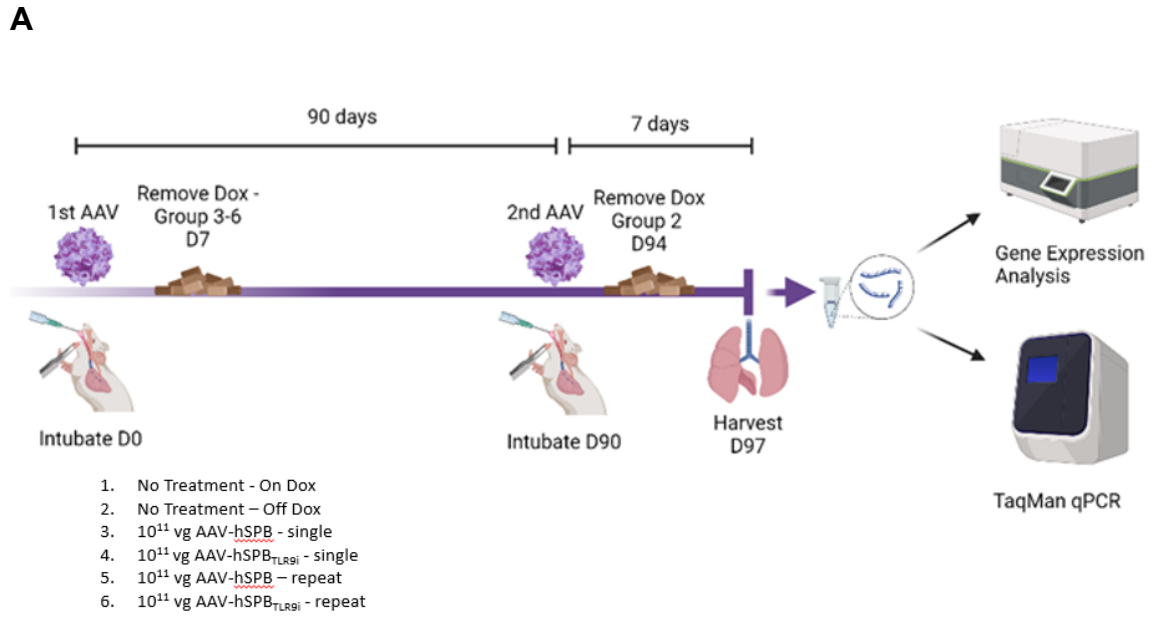 A
90 days
7 days
1st AAV
Remove Dox -
Group 3-6
D7
2nd AAV
Remove Dox
Group 2
D94
Intubate D0
Intubate D90
Harvest
D97
Gene Expression
Analysis
TaqMan qPCR
1. No Treatment - On Dox
2. No Treatment – Off Dox
3. 10¹¹ vg AAV-hSPB - single
4. 10¹¹ vg AAV-hSPBTLR9i - single
5. 10¹¹ vg AAV-hSPB – repeat
6. 10¹¹ vg AAV-hSPBTLR9i - repeat